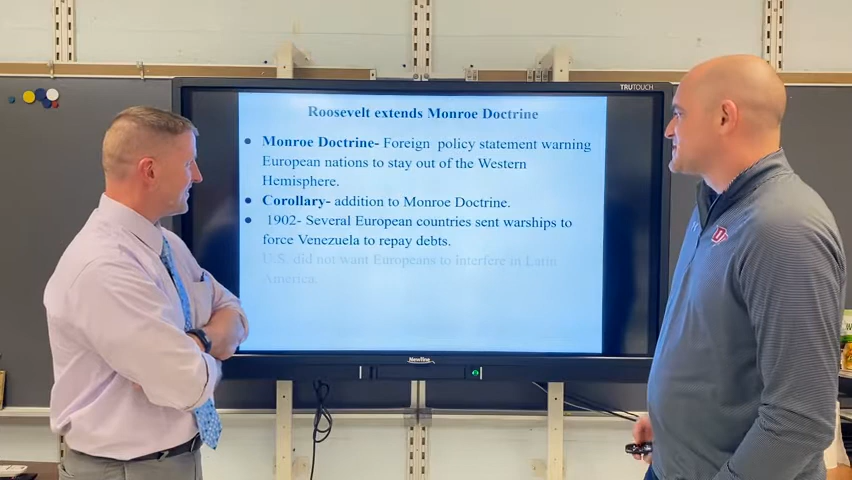 TRUTOUCH
Roosevelt extends Monroe Doctrine
• Monroe Doctrine- Foreign policy statement warning
European nations to stay out of the Western
Hemisphere.
• Corollary- addition to Monroe Doctrine.
• 1902- Several European countries sent warships to
force Venezuela to repay debts.
U.S. did not want Europeans to interfere in Latin
America.
Newline